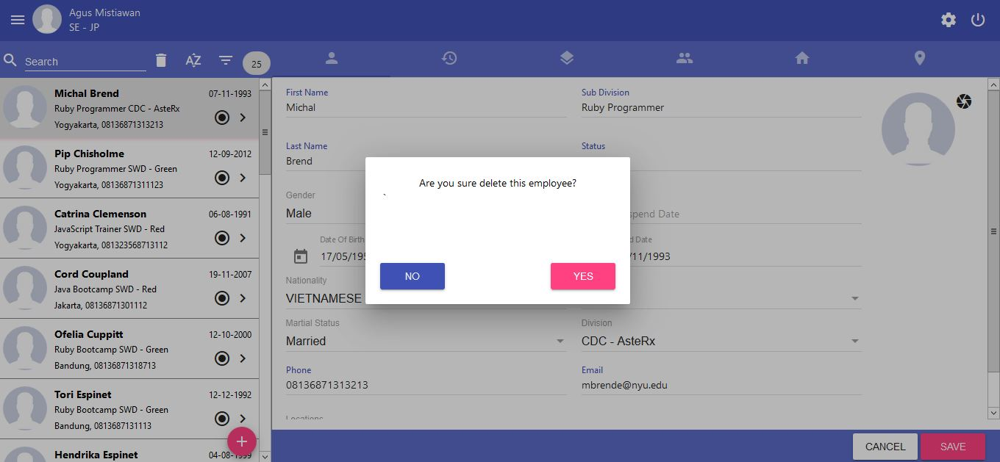 Agus Mistiawan
SE - JP
Search
25
Michal Brend
07-11-1993
Ruby Programmer CDC - AsteRx
Yogyakarta, 08136871313213
Pip Chisholme
12-09-2012
Ruby Programmer SWD - Green
Yogyakarta, 08136871311123
Catrina Clemenson
06-08-1991
JavaScript Trainer SWD - Red
Yogyakarta, 081323568713112
Cord Coupland
19-11-2007
Java Bootcamp SWD - Red
Jakarta, 08136871301112
Ofelia Cuppitt
12-10-2000
Ruby Bootcamp SWD - Green
Bandung, 08136871318713
Tori Espinet
12-12-1992
Ruby Bootcamp SWD - Green
Bandung, 0813687131113
Hendrika Espinet
04-08-1999
First Name
Michal
Sub Division
Ruby Programmer
Last Name
Brend
Status
Gender
Male
spend Date
Date Of Birth
17/05/195
d Date
/11/1993
Nationality
VIETNAMESE
Martial Status
Married
Division
CDC - AsteRx
Phone
08136871313213
Email
mbrende@nyu.edu
Locations
Are you sure delete this employee?
`
NO
YES
CANCEL
SAVE